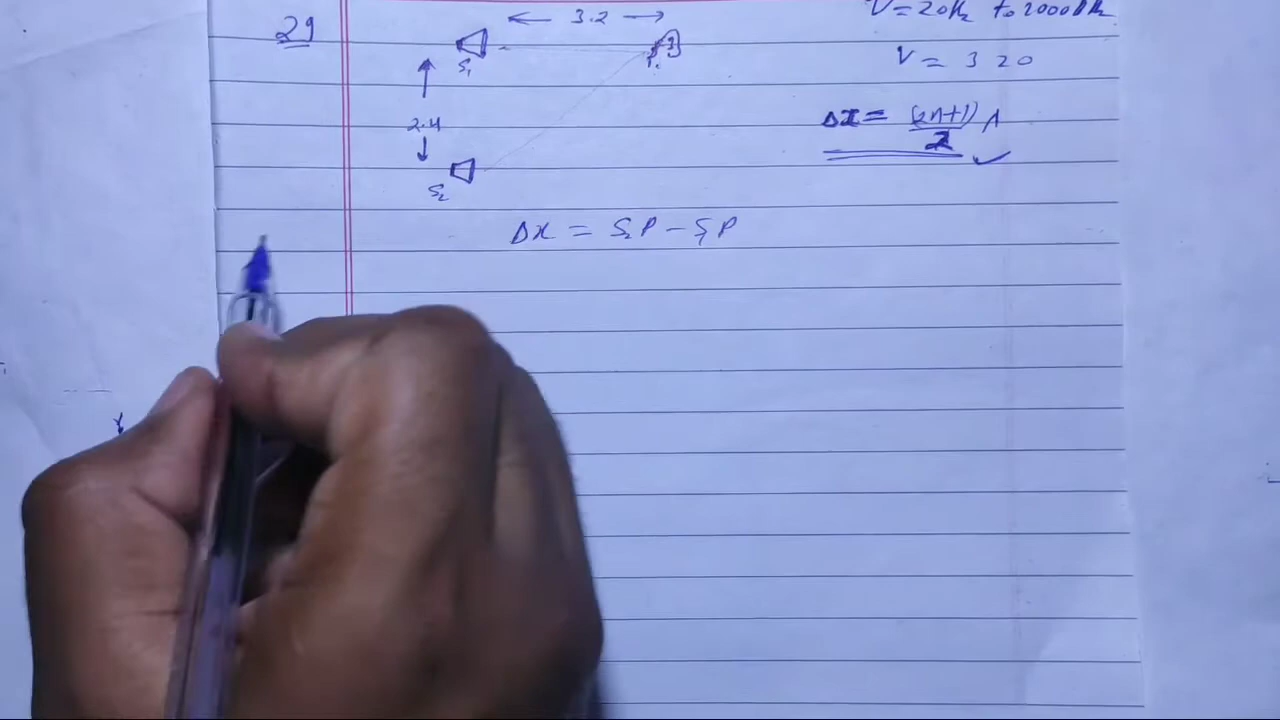 29
← 3.2 →
ν = 20Hz to 20000Hz
S₁
P.
V = 320
2.4
Δx = (2n+1)/2 λ
S₂
Δx = S₂P - S₁P